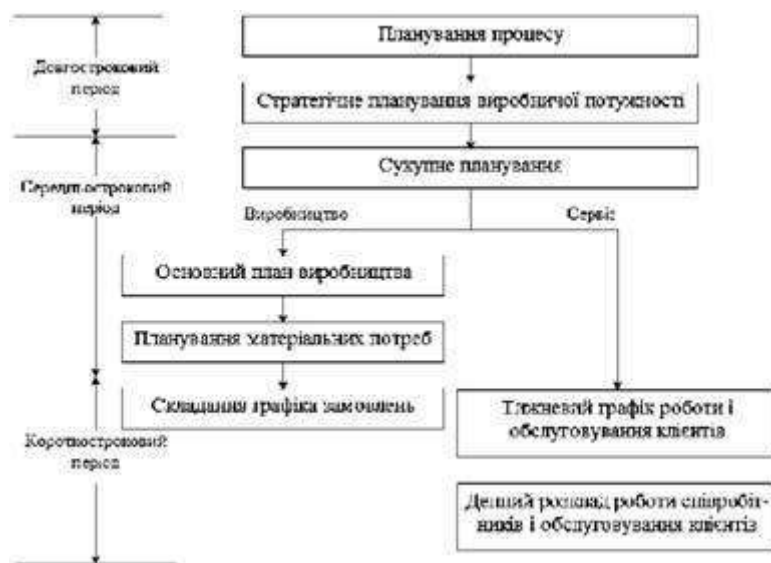 Планування процесу
Довгостроковий
період
Стратегічне планування виробничої потужності
Сукупне планування
Середньостроковий
період
Виробництво
Сервіс
Основний план виробництва
Планування матеріальних потреб
Складання графіка замовлень
Тижневий графік роботи і
обслуговування клієнтів
Короткостроковий
період
Денний розклад роботи співробіт-
ників і обслуговування клієнтів